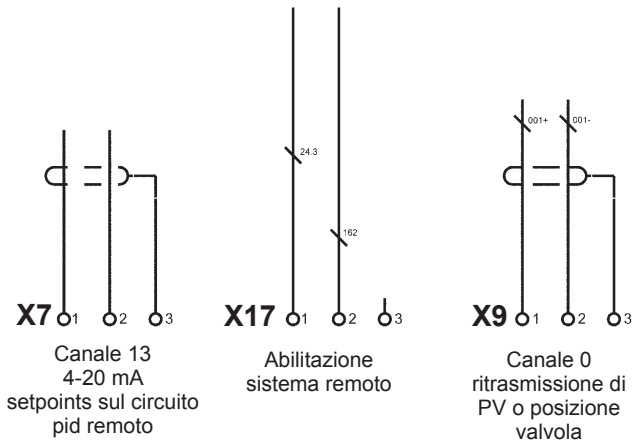 001+ 001-
24.3
162
X7 1 2 3
X17 1 2 3
X9 1 2 3
Canale 13
4-20 mA
setpoints sul circuito
pid remoto
Abilitazione
sistema remoto
Canale 0
ritrasmissione di
PV o posizione
valvola